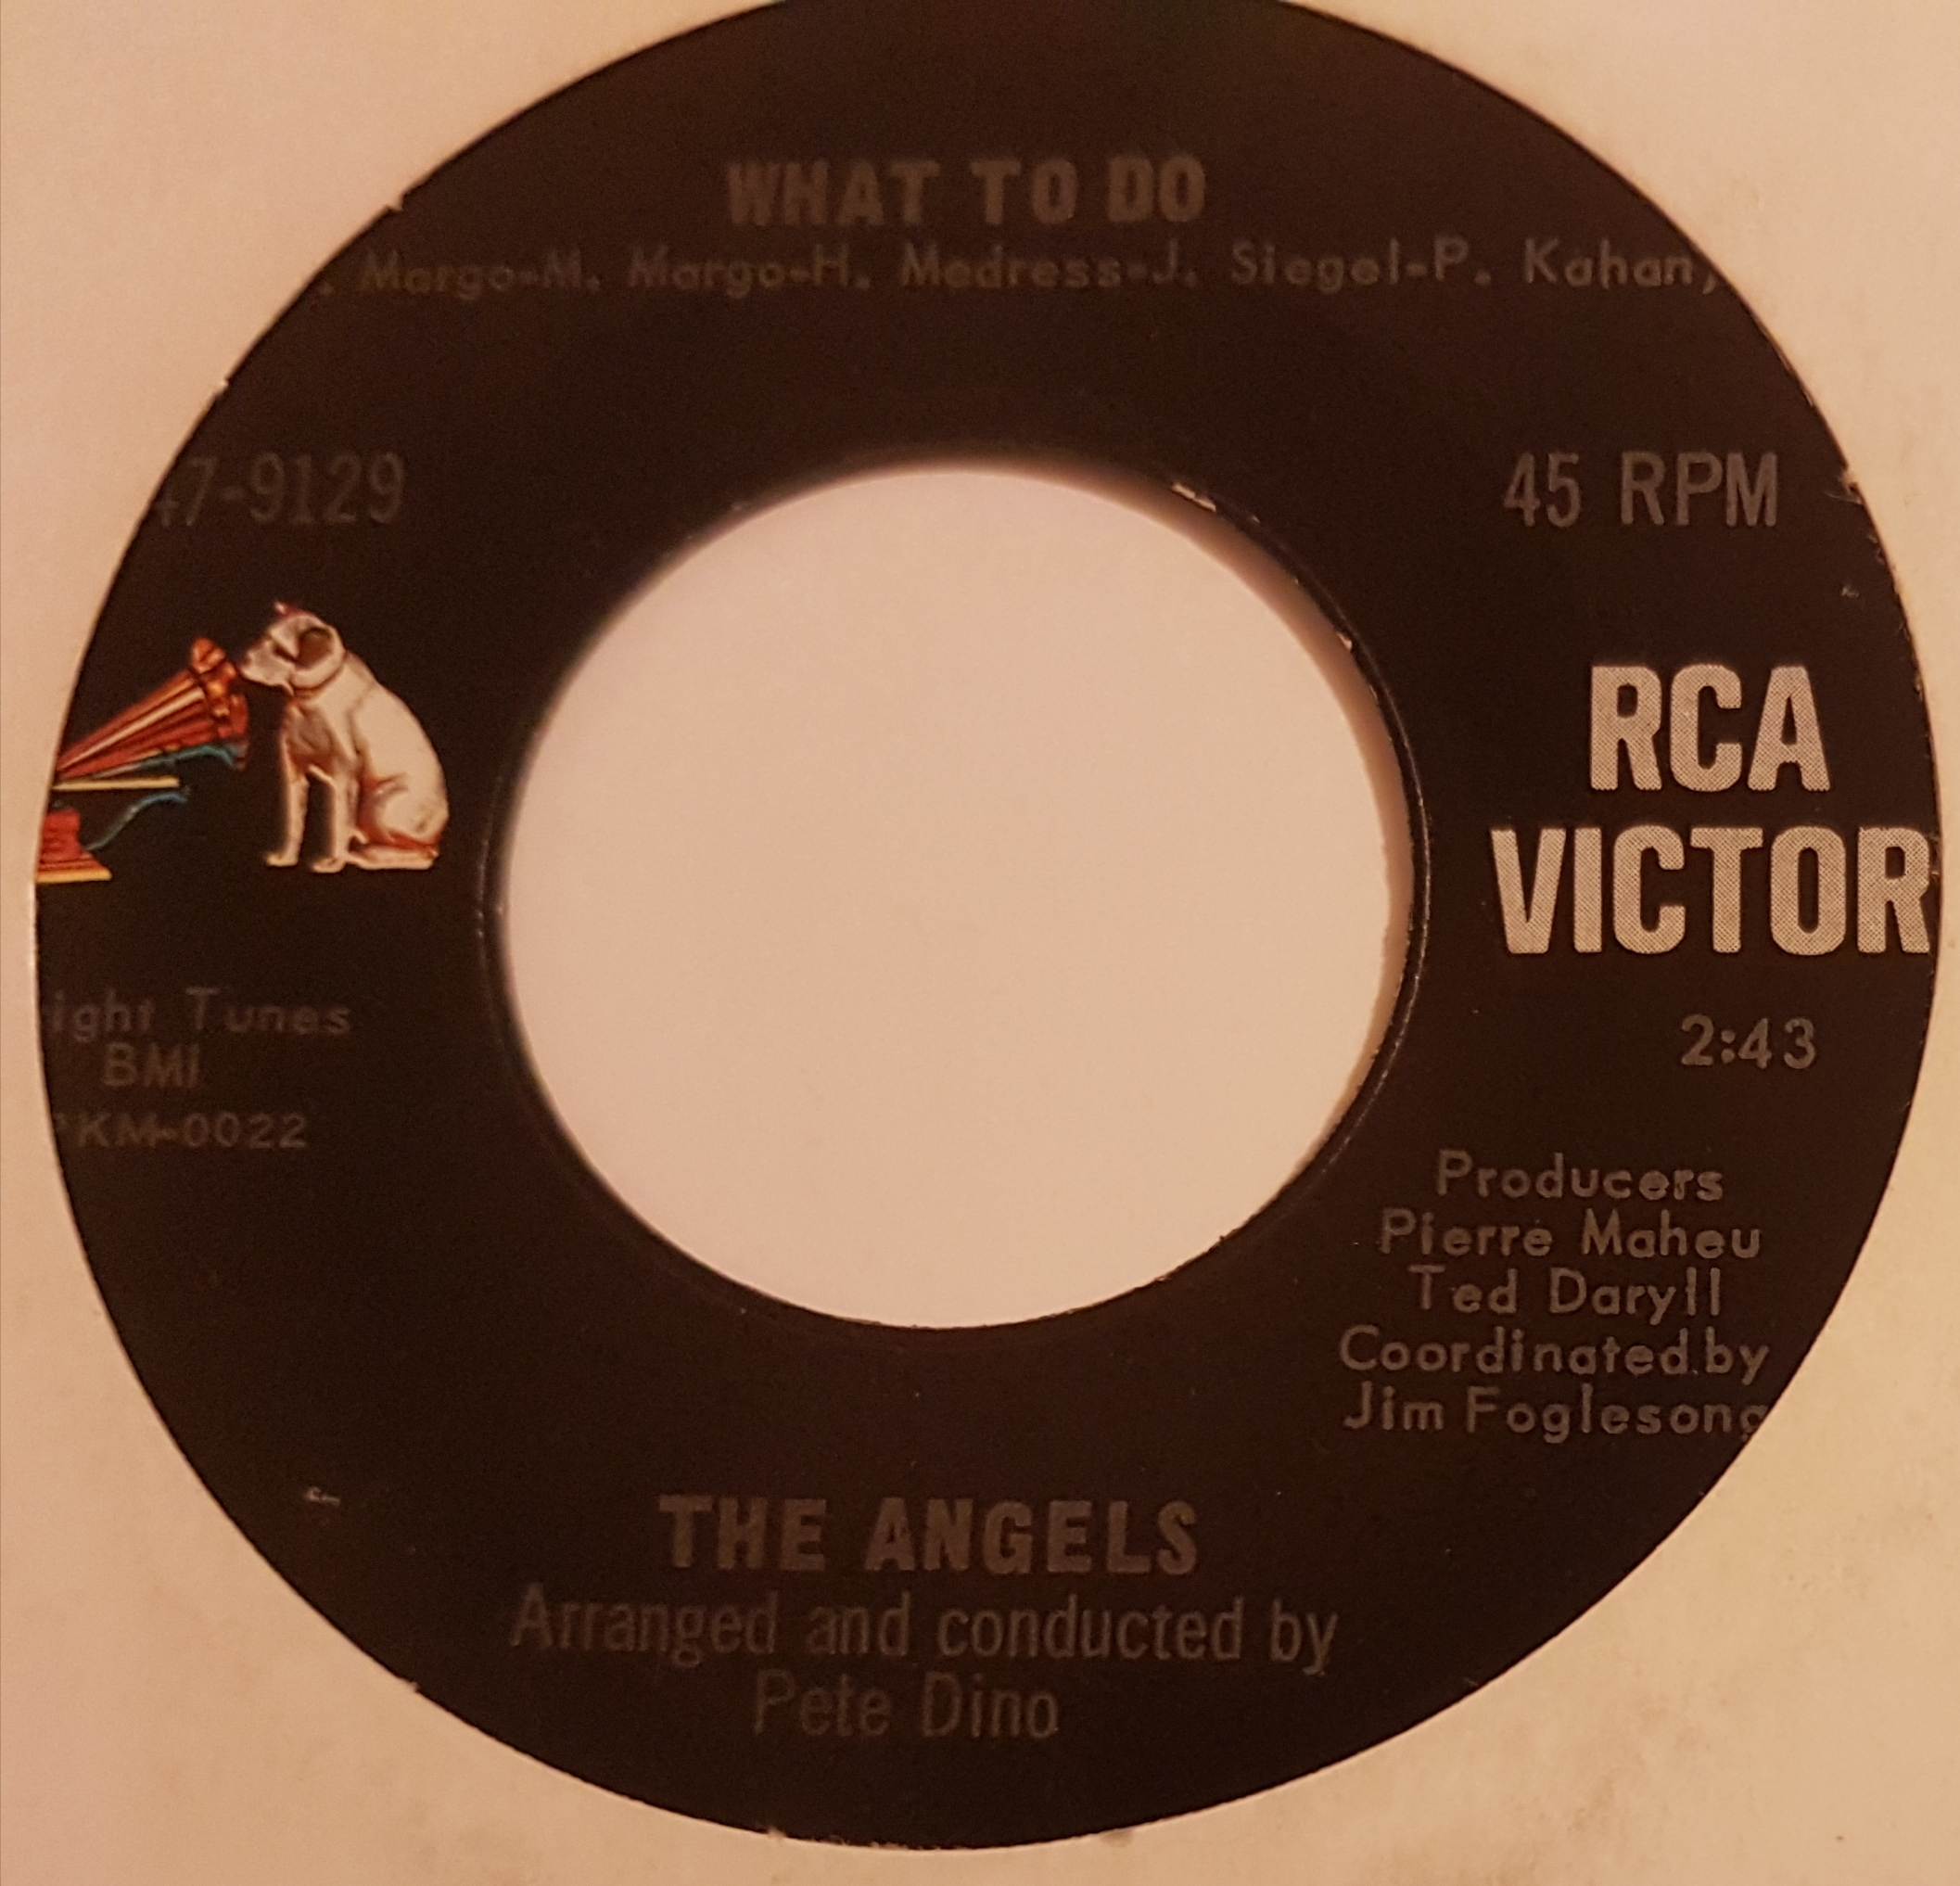 WHAT TO DO
. Margo-M. Margo-H. Medress-J. Siegel-P. Kahan,
47-9129
45 RPM
RCA
VICTOR
ight Tunes
BMI
KM-0022
2:43
Producers
Pierre Maheu
Ted Daryll
Coordinated by
Jim Foglesong
THE ANGELS
Arranged and conducted by
Pete Dino